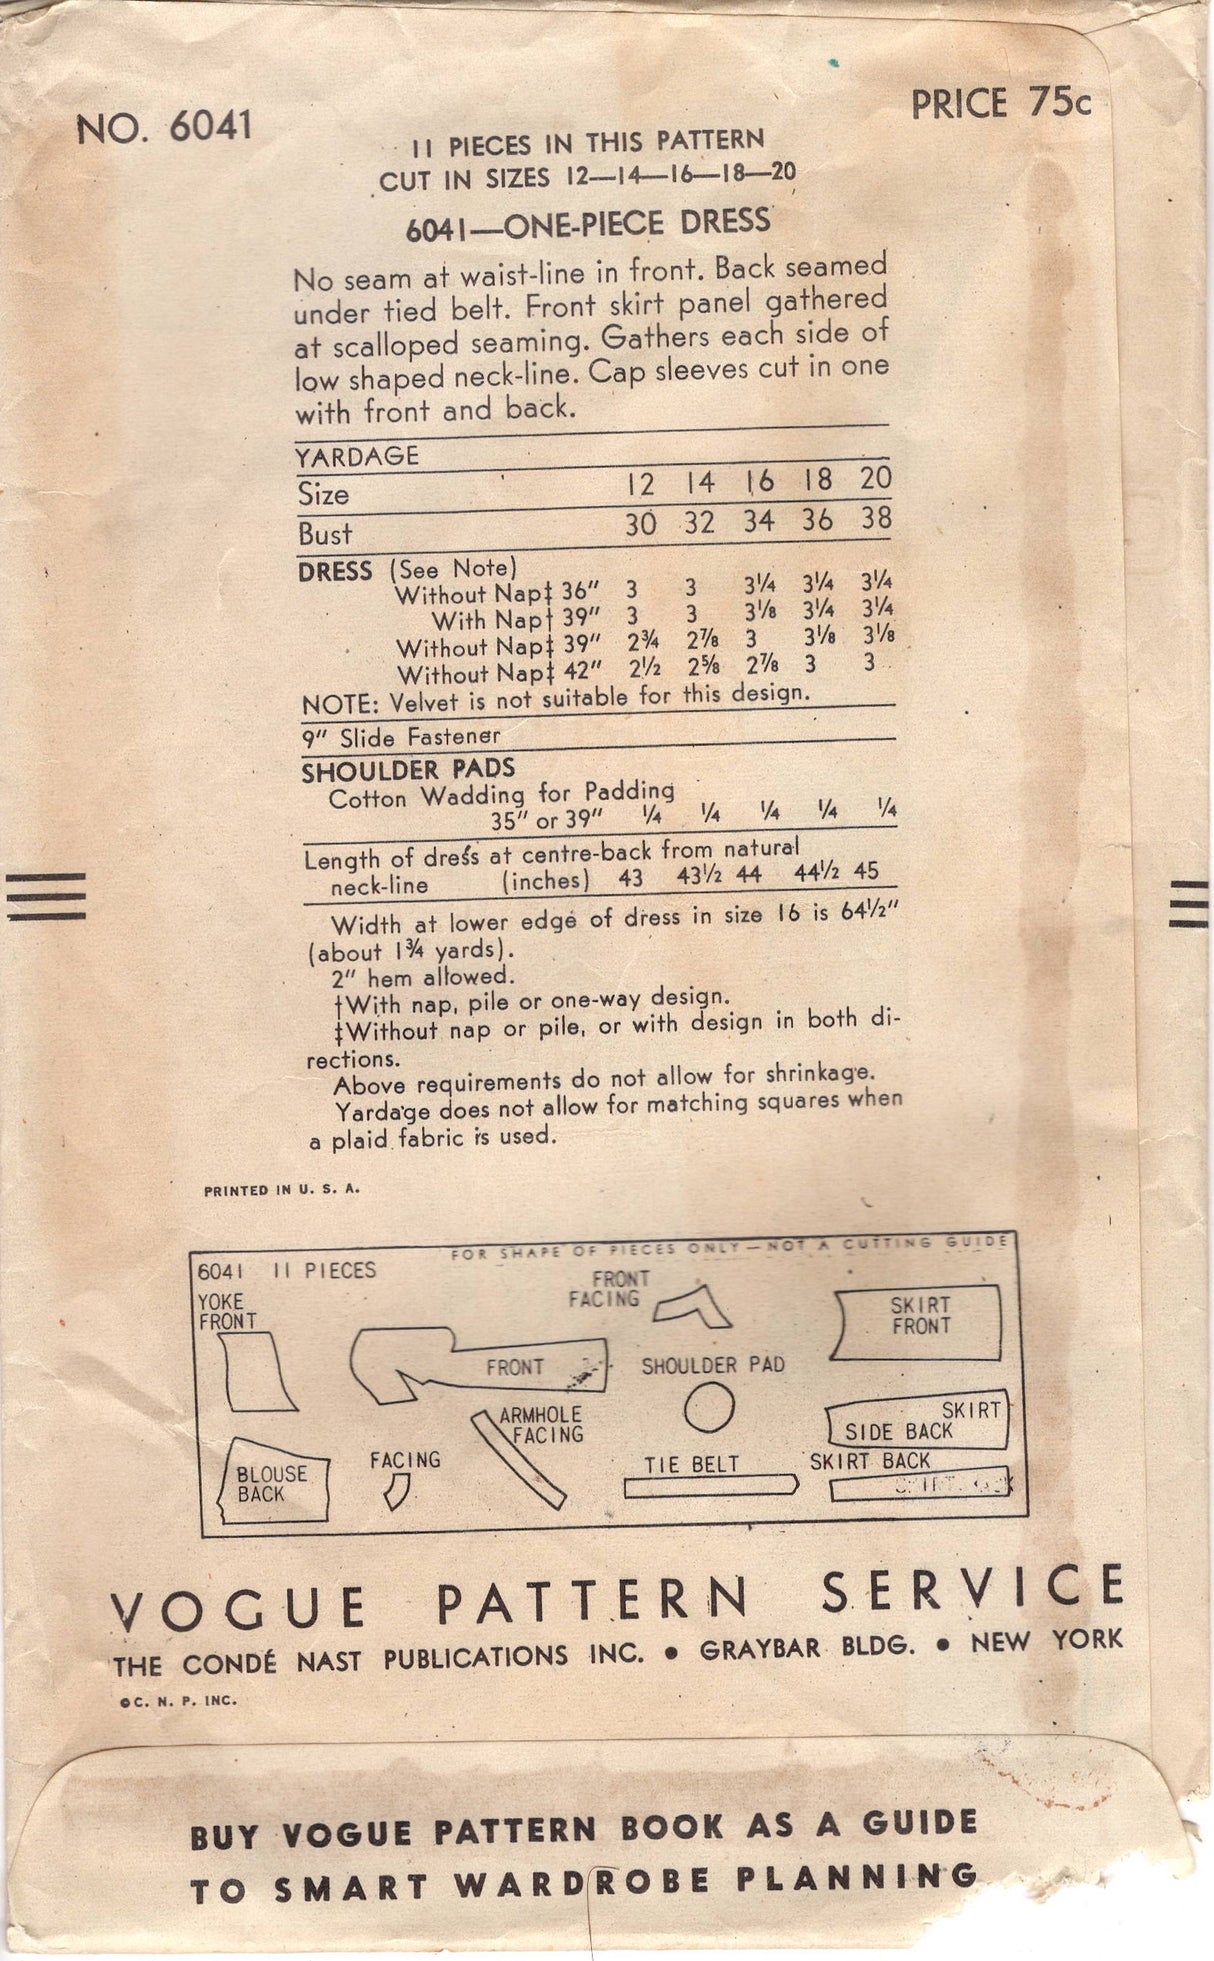 NO. 6041
PRICE 75c
11 PIECES IN THIS PATTERN
CUT IN SIZES 12—14—16—18—20
6041—ONE-PIECE DRESS
No seam at waist-line in front. Back seamed
under tied belt. Front skirt panel gathered
at scalloped seaming. Gathers each side of
low shaped neck-line. Cap sleeves cut in one
with front and back.
YARDAGE
Size 12 14 16 18 20
Bust 30 32 34 36 38
DRESS (See Note)
Without Nap‡ 36" 3 3 3¼ 3¼ 3¼
With Nap† 39" 3 3 3⅛ 3¼ 3¼
Without Nap‡ 39" 2¾ 2⅞ 3 3⅛ 3⅛
Without Nap‡ 42" 2½ 2⅝ 2⅞ 3 3
NOTE: Velvet is not suitable for this design.
9" Slide Fastener
SHOULDER PADS
Cotton Wadding for Padding
35" or 39" ¼ ¼ ¼ ¼ ¼
Length of dress at centre-back from natural
neck-line (inches) 43 43½ 44 44½ 45
Width at lower edge of dress in size 16 is 64½"
(about 1¾ yards).
2" hem allowed.
†With nap, pile or one-way design.
‡Without nap or pile, or with design in both di-
rections.
Above requirements do not allow for shrinkage.
Yardage does not allow for matching squares when
a plaid fabric is used.
PRINTED IN U. S. A.
FOR SHAPE OF PIECES ONLY—NOT A CUTTING GUIDE
6041 11 PIECES
YOKE
FRONT
FRONT
FRONT
FACING
SKIRT
FRONT
SHOULDER PAD
ARMHOLE
FACING
SKIRT
SIDE BACK
BLOUSE
BACK
FACING
TIE BELT
SKIRT BACK
VOGUE PATTERN SERVICE
THE CONDÉ NAST PUBLICATIONS INC. • GRAYBAR BLDG. • NEW YORK
©C. N. P. INC.
BUY VOGUE PATTERN BOOK AS A GUIDE
TO SMART WARDROBE PLANNING